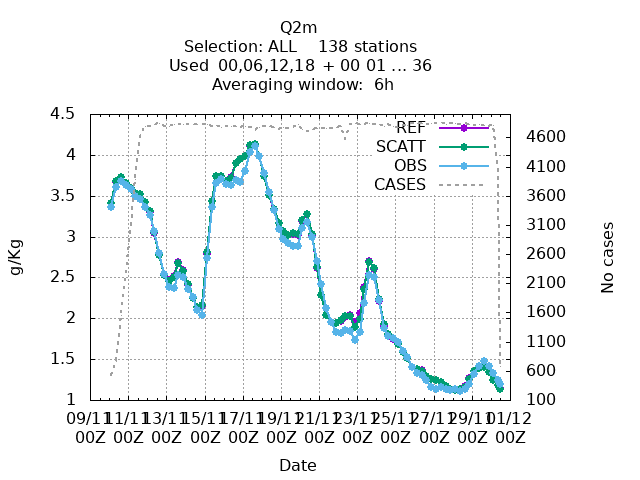 Q2m
Selection: ALL    138 stations
Used  00,06,12,18 + 00 01 ... 36
Averaging window:  6h
REF
SCATT
OBS
CASES
4.5
4
3.5
3
2.5
2
1.5
1
g/Kg
4600
4100
3600
3100
2600
2100
1600
1100
600
100
No cases
09/11 11/11 13/11 15/11 17/11 19/11 21/11 23/11 25/11 27/11 29/11 01/12
00Z 00Z 00Z 00Z 00Z 00Z 00Z 00Z 00Z 00Z 00Z 00Z
Date